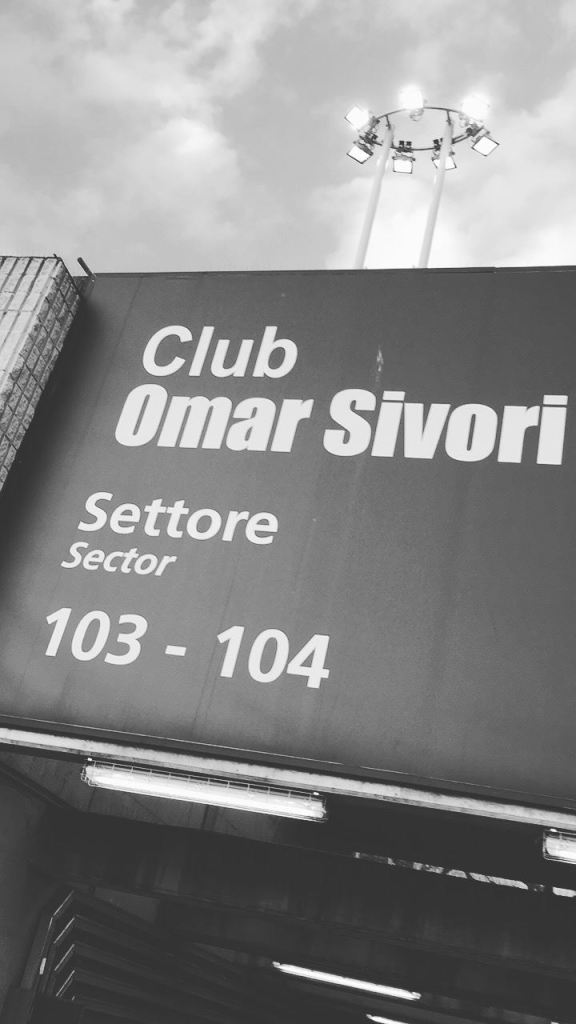 Club
Omar Sivori
Settore
Sector
103 - 104